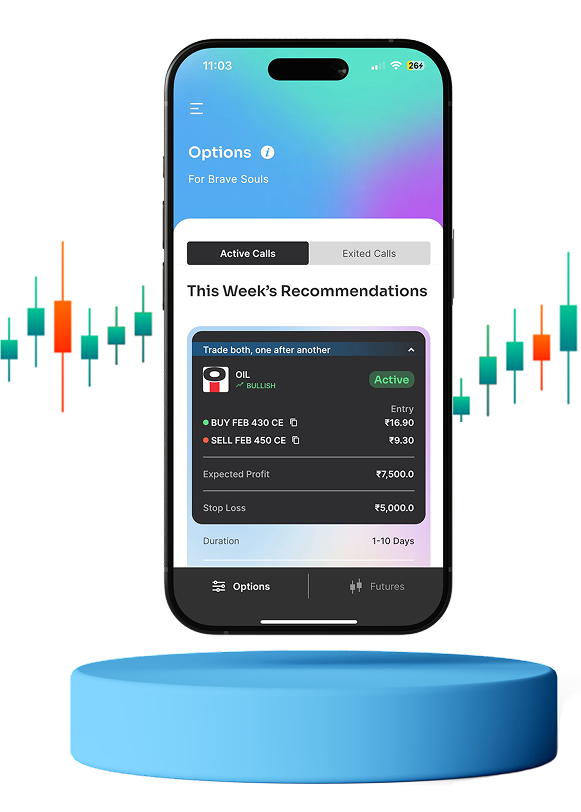 11:03
26
Options i
For Brave Souls
Active Calls Exited Calls
This Week's Recommendations
Trade both, one after another
OIL
BULLISH
Active
Entry
BUY FEB 430 CE ₹16.90
SELL FEB 450 CE ₹9.30
Expected Profit ₹7,500.0
Stop Loss ₹5,000.0
Duration 1-10 Days
Options Futures